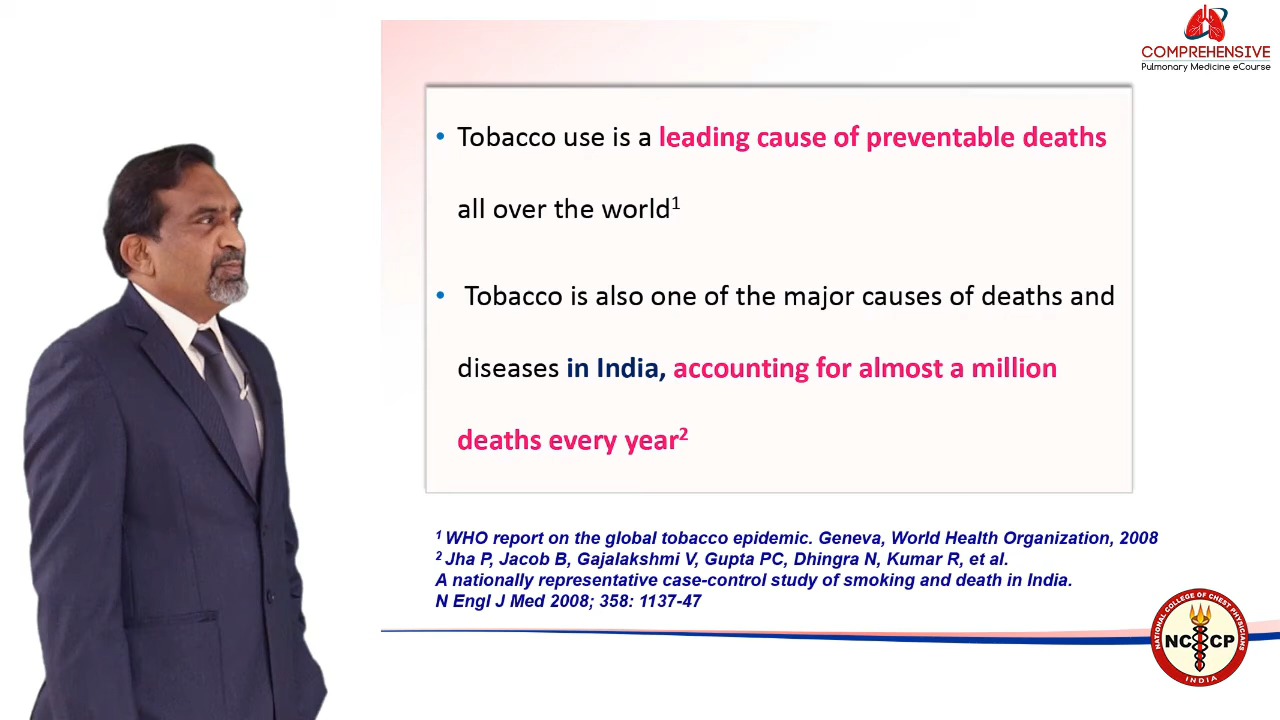 COMPREHENSIVE
Pulmonary Medicine eCourse
• Tobacco use is a leading cause of preventable deaths
all over the world¹
• Tobacco is also one of the major causes of deaths and
diseases in India, accounting for almost a million
deaths every year²
¹ WHO report on the global tobacco epidemic. Geneva, World Health Organization, 2008
² Jha P, Jacob B, Gajalakshmi V, Gupta PC, Dhingra N, Kumar R, et al.
A nationally representative case-control study of smoking and death in India.
N Engl J Med 2008; 358: 1137-47
NATIONAL COLLEGE OF CHEST PHYSICIANS
NCCP
INDIA